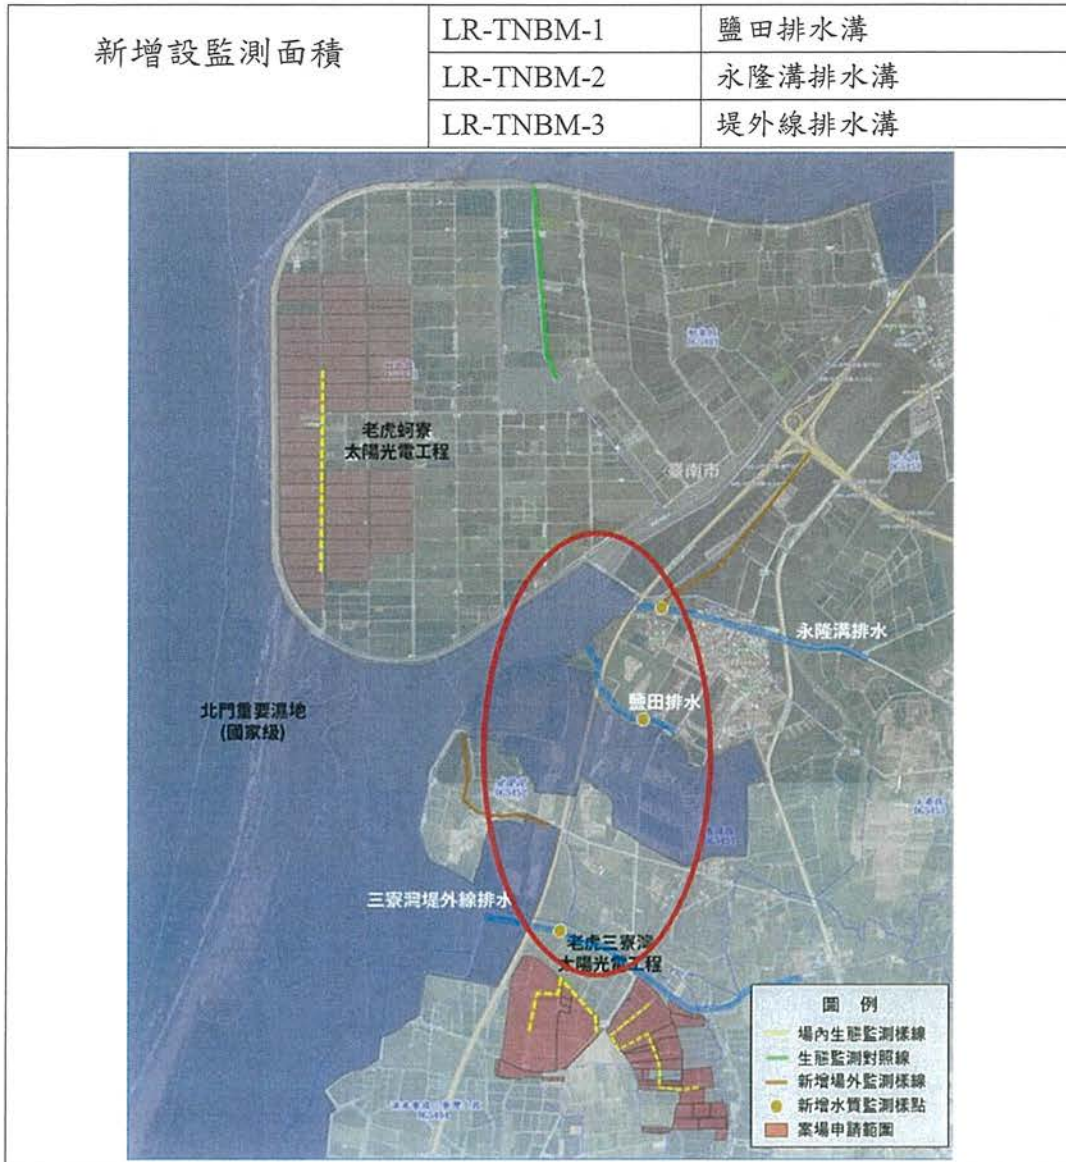 新增設監測面積
LR-TNBM-1 鹽田排水溝
LR-TNBM-2 永隆溝排水溝
LR-TNBM-3 堤外線排水溝
老虎蚵寮
太陽光電工程
臺南市
永隆溝排水
鹽田排水
北門重要濕地
(國家級)
三寮灣堤外線排水
老虎三寮灣
太陽光電工程
圖 例
場內生態監測樣線
生態監測對照線
新增場外監測樣線
新增水質監測樣點
案場申請範圍